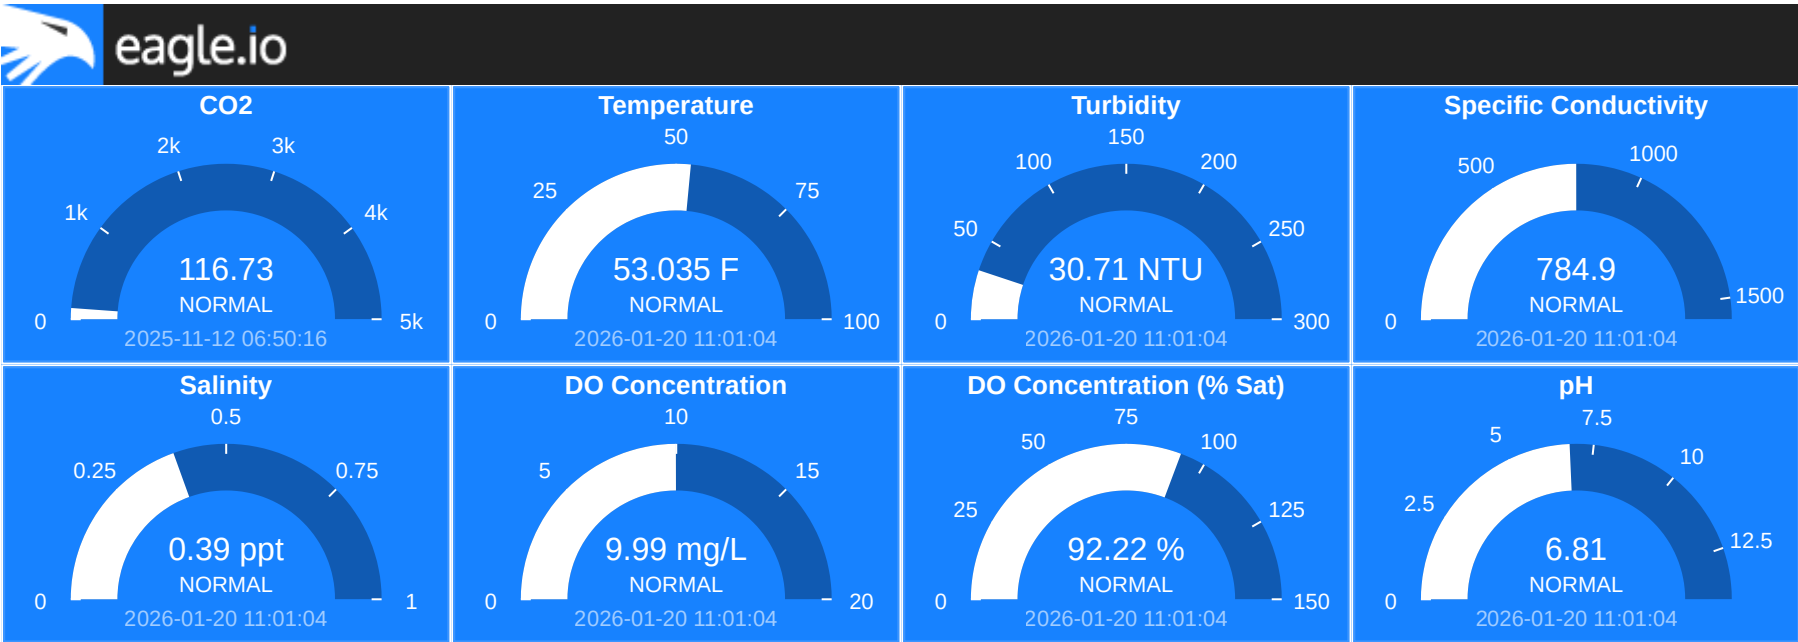 eagle.io
CO2
0
1k
2k
3k
4k
5k
116.73
NORMAL
2025-11-12 06:50:16
Temperature
0
25
50
75
100
53.035 F
NORMAL
2026-01-20 11:01:04
Turbidity
0
50
100
150
200
250
300
30.71 NTU
NORMAL
2026-01-20 11:01:04
Specific Conductivity
0
500
1000
1500
784.9
NORMAL
2026-01-20 11:01:04
Salinity
0
0.25
0.5
0.75
1
0.39 ppt
NORMAL
2026-01-20 11:01:04
DO Concentration
0
5
10
15
20
9.99 mg/L
NORMAL
2026-01-20 11:01:04
DO Concentration (% Sat)
0
25
50
75
100
125
150
92.22 %
NORMAL
2026-01-20 11:01:04
pH
0
2.5
5
7.5
10
12.5
6.81
NORMAL
2026-01-20 11:01:04